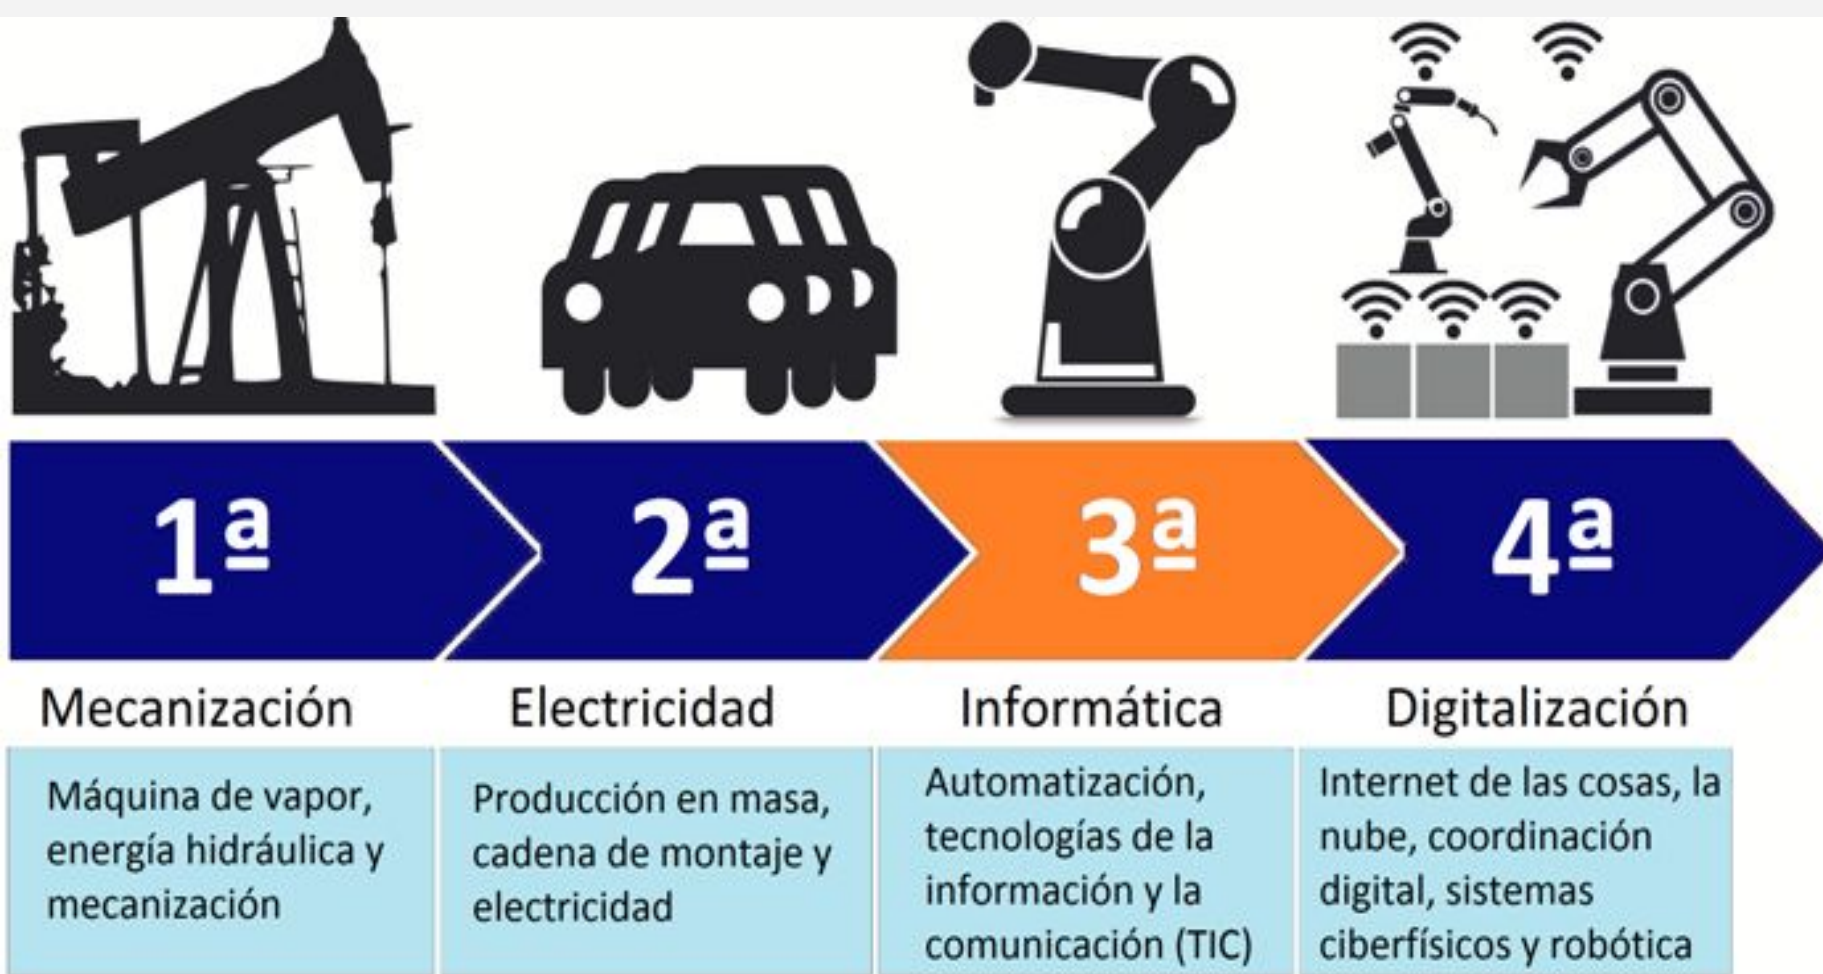 1ª
2ª
3ª
4ª
Mecanización
Electricidad
Informática
Digitalización
Máquina de vapor,
energía hidráulica y
mecanización
Producción en masa,
cadena de montaje y
electricidad
Automatización,
tecnologías de la
información y la
comunicación (TIC)
Internet de las cosas, la
nube, coordinación
digital, sistemas
ciberfísicos y robótica